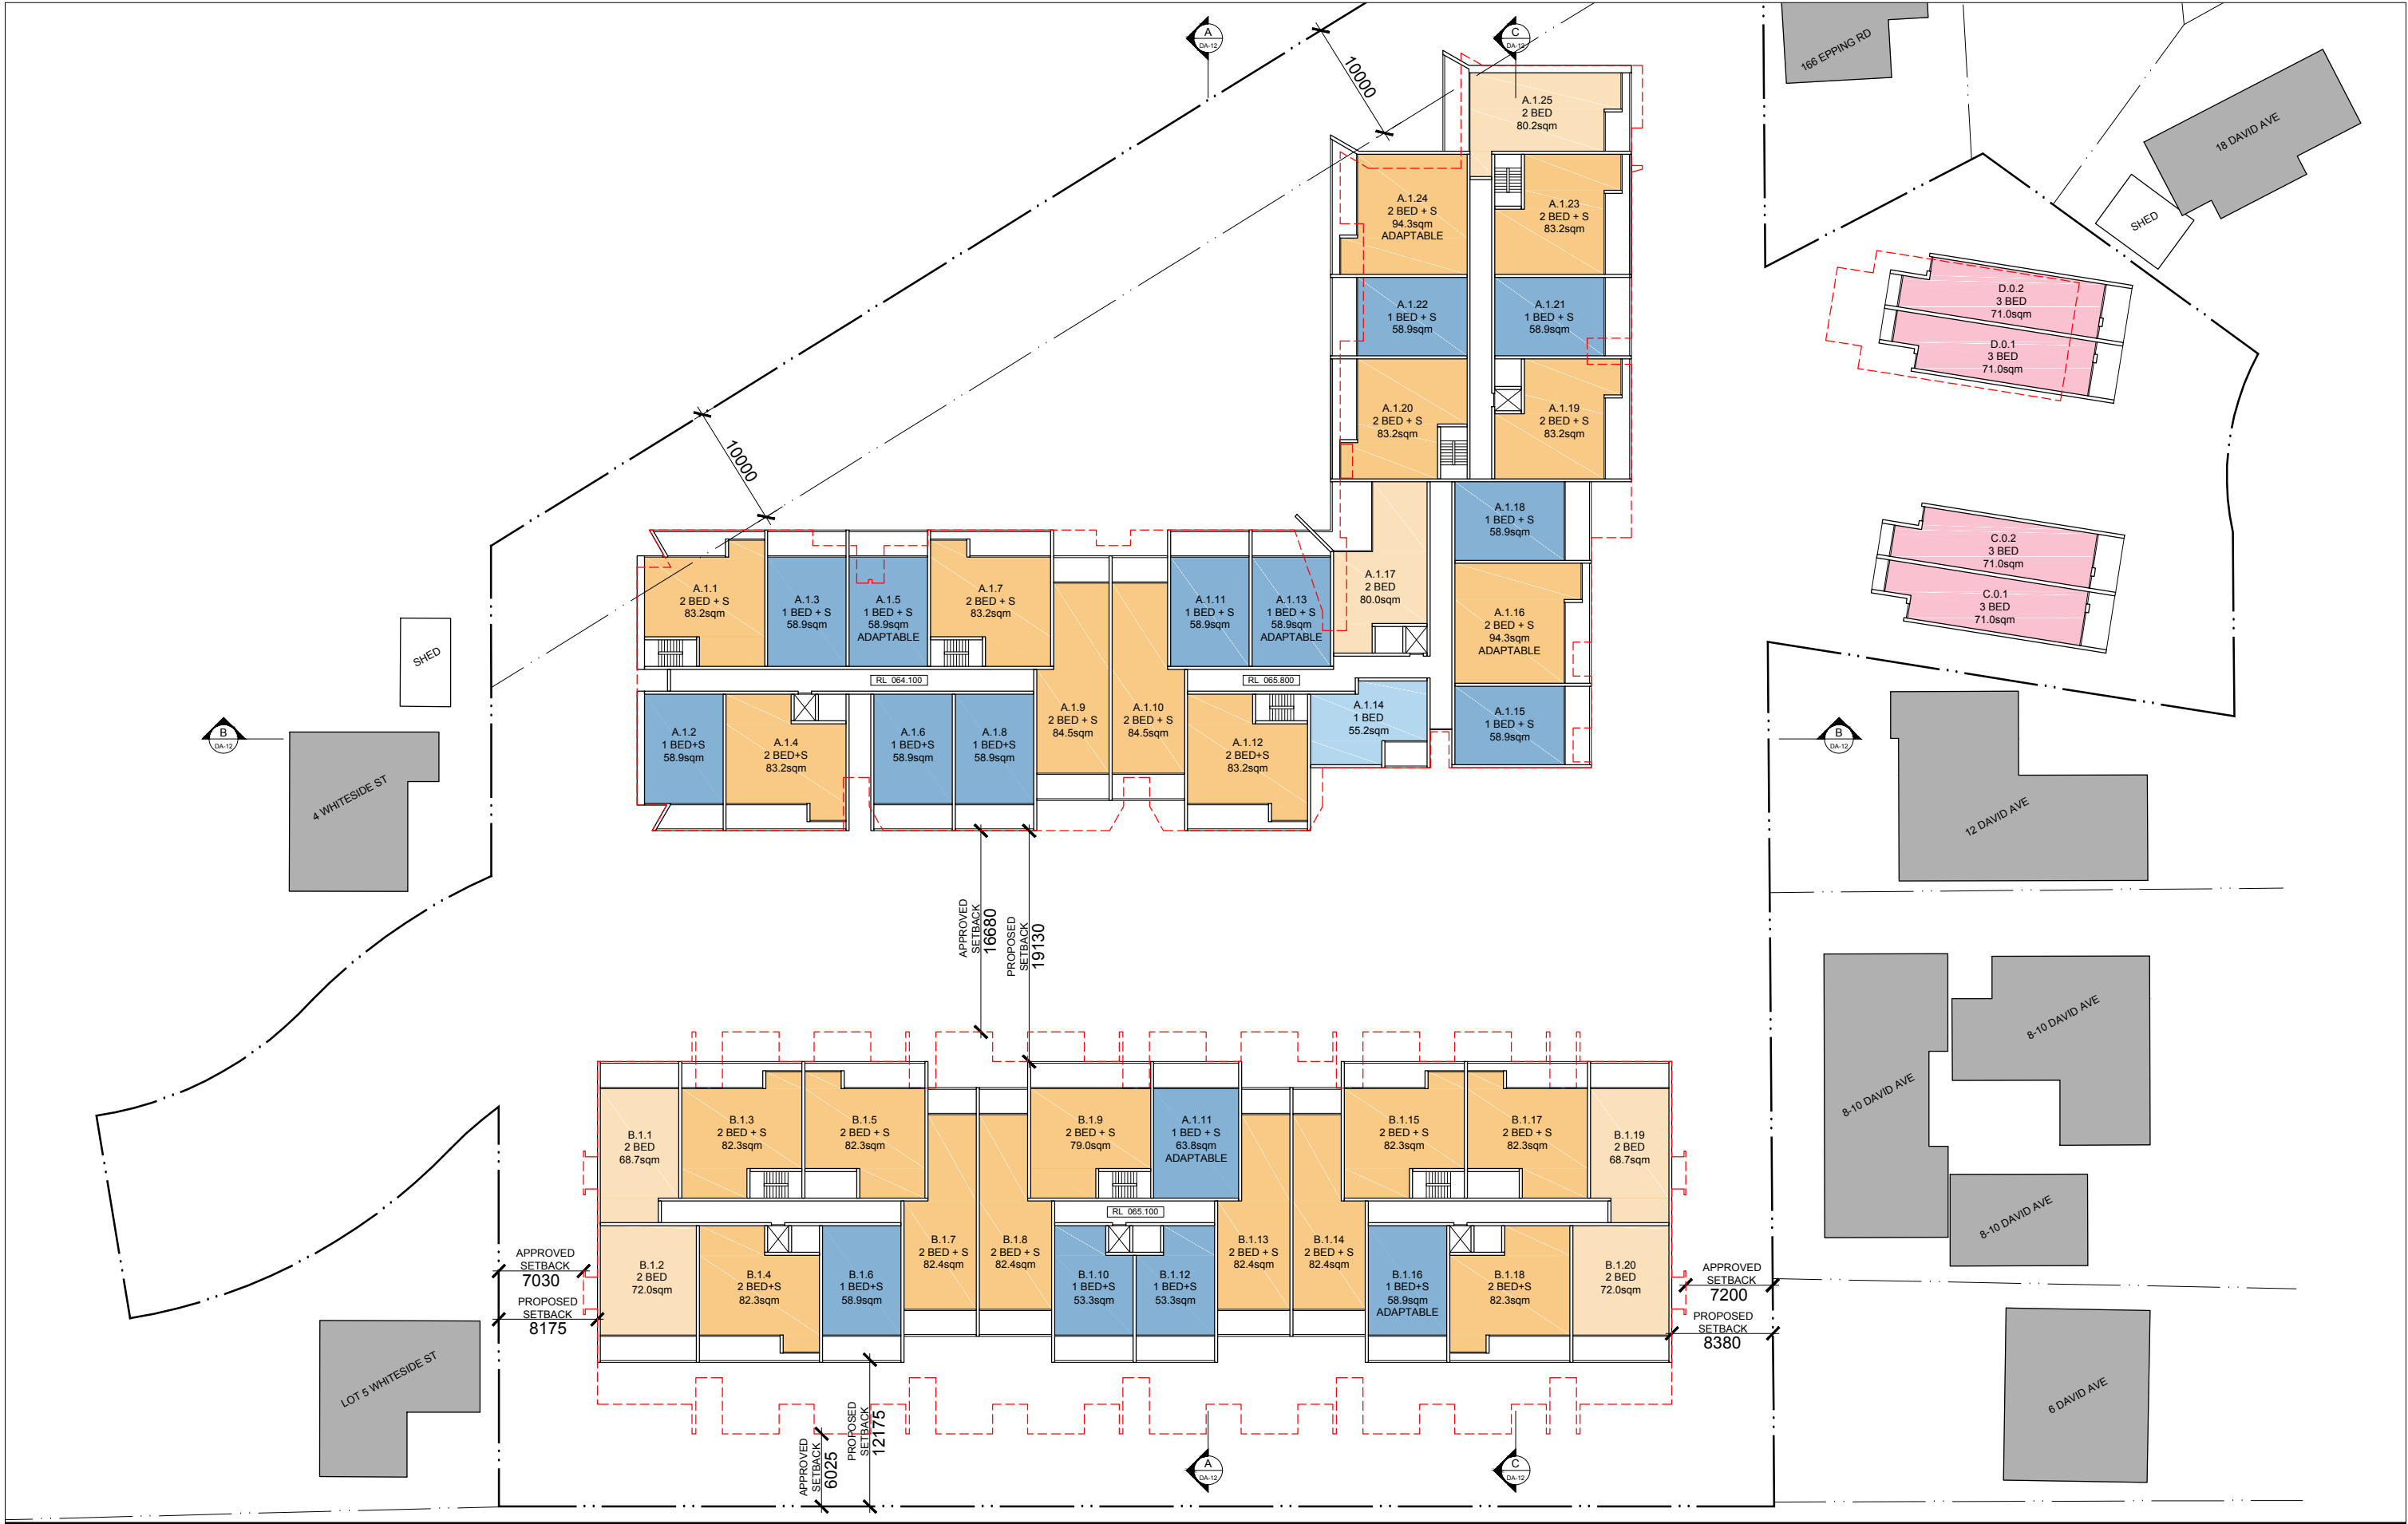 A
DA-12
C
DA-12
166 EPPING RD
18 DAVID AVE
SHED
10000
10000
A.1.25
2 BED
80.2sqm
A.1.24
2 BED + S
94.3sqm
ADAPTABLE
A.1.23
2 BED + S
83.2sqm
A.1.22
1 BED + S
58.9sqm
A.1.21
1 BED + S
58.9sqm
A.1.20
2 BED + S
83.2sqm
A.1.19
2 BED + S
83.2sqm
D.0.2
3 BED
71.0sqm
D.0.1
3 BED
71.0sqm
C.0.2
3 BED
71.0sqm
C.0.1
3 BED
71.0sqm
A.1.18
1 BED + S
58.9sqm
A.1.17
2 BED
80.0sqm
A.1.16
2 BED + S
94.3sqm
ADAPTABLE
A.1.1
2 BED + S
83.2sqm
A.1.3
1 BED + S
58.9sqm
A.1.5
1 BED + S
58.9sqm
ADAPTABLE
A.1.7
2 BED + S
83.2sqm
A.1.11
1 BED + S
58.9sqm
A.1.13
1 BED + S
58.9sqm
ADAPTABLE
SHED
RL 064.100
RL 065.800
A.1.2
1 BED+S
58.9sqm
A.1.4
2 BED+S
83.2sqm
A.1.6
1 BED+S
58.9sqm
A.1.8
1 BED+S
58.9sqm
A.1.9
2 BED + S
84.5sqm
A.1.10
2 BED + S
84.5sqm
A.1.12
2 BED+S
83.2sqm
A.1.14
1 BED
55.2sqm
A.1.15
1 BED + S
58.9sqm
B
DA-12
B
DA-12
4 WHITESIDE ST
12 DAVID AVE
APPROVED
SETBACK
16680
PROPOSED
SETBACK
19130
8-10 DAVID AVE
8-10 DAVID AVE
8-10 DAVID AVE
B.1.1
2 BED
68.7sqm
B.1.3
2 BED + S
82.3sqm
B.1.5
2 BED + S
82.3sqm
B.1.9
2 BED + S
79.0sqm
A.1.11
1 BED + S
63.8sqm
ADAPTABLE
B.1.15
2 BED + S
82.3sqm
B.1.17
2 BED + S
82.3sqm
B.1.19
2 BED
68.7sqm
RL 065.100
B.1.2
2 BED
72.0sqm
B.1.4
2 BED+S
82.3sqm
B.1.6
1 BED+S
58.9sqm
B.1.7
2 BED + S
82.4sqm
B.1.8
2 BED + S
82.4sqm
B.1.10
1 BED+S
53.3sqm
B.1.12
1 BED+S
53.3sqm
B.1.13
2 BED + S
82.4sqm
B.1.14
2 BED + S
82.4sqm
B.1.16
1 BED+S
58.9sqm
ADAPTABLE
B.1.18
2 BED+S
82.3sqm
B.1.20
2 BED
72.0sqm
APPROVED
SETBACK
7030
PROPOSED
SETBACK
8175
APPROVED
SETBACK
7200
PROPOSED
SETBACK
8380
LOT 5 WHITESIDE ST
6 DAVID AVE
APPROVED
SETBACK
6025
PROPOSED
SETBACK
12175
A
DA-12
C
DA-12